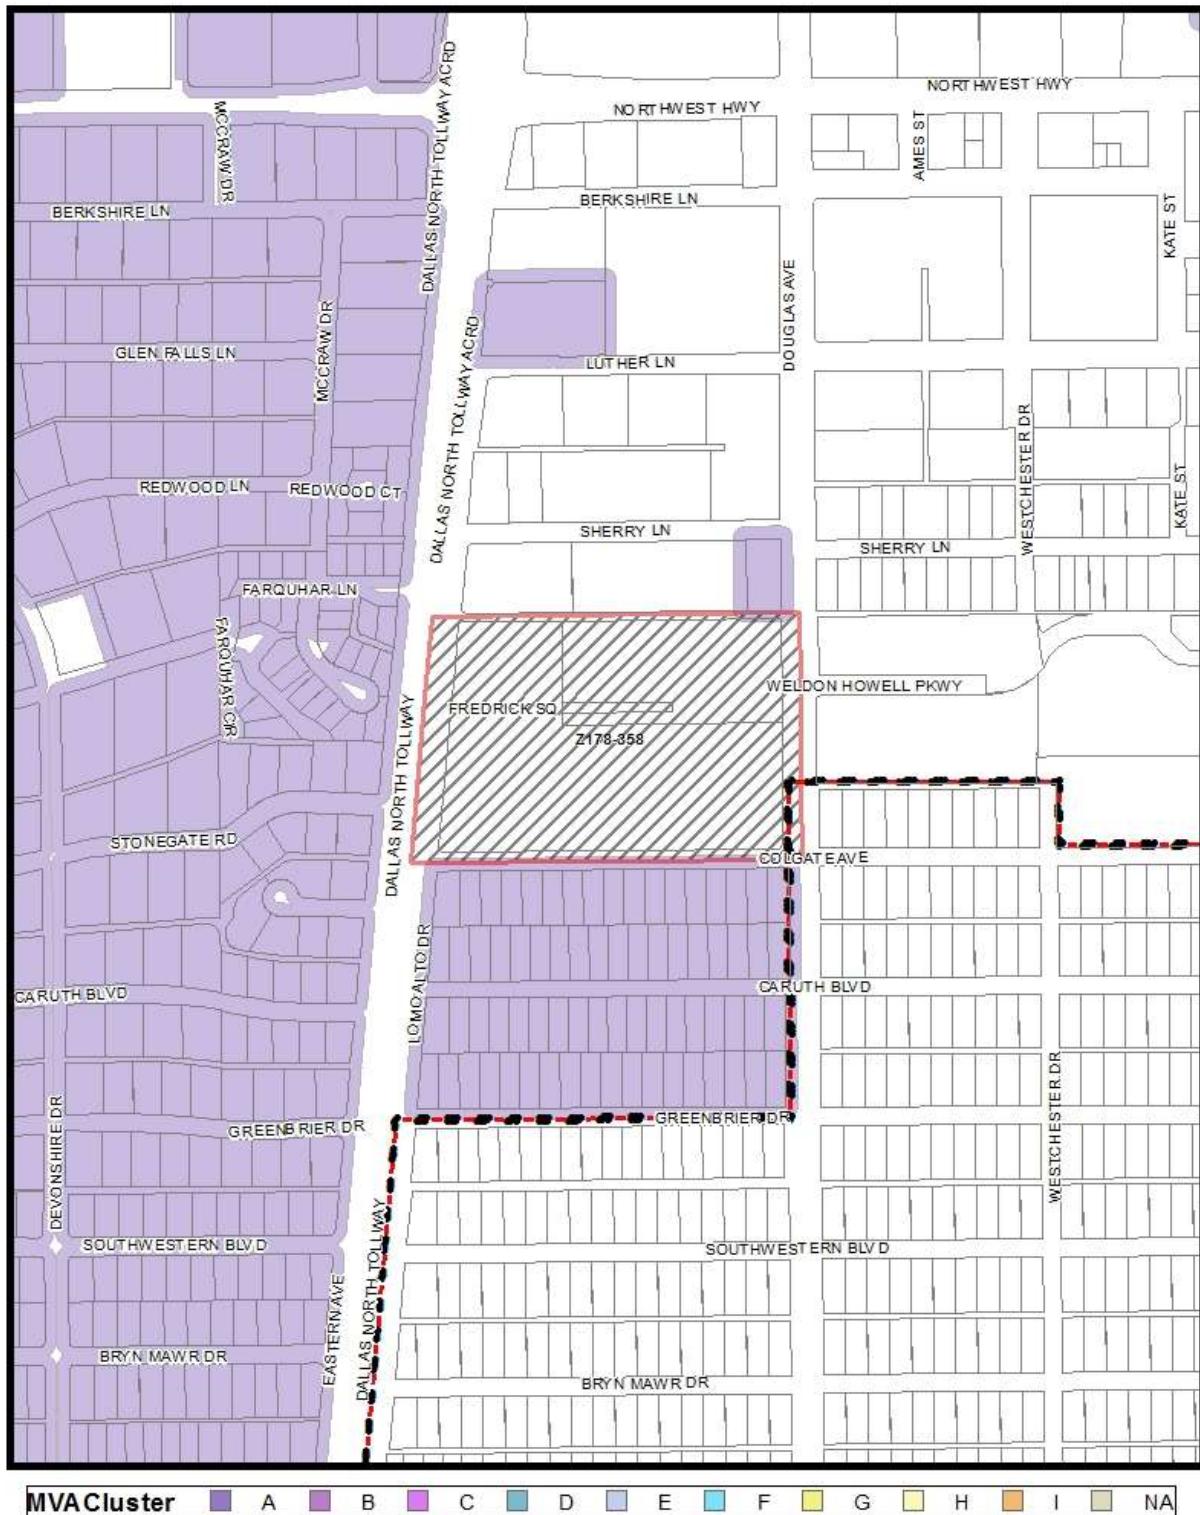 NORTHWEST HWY
NORTHWEST HWY
MCCRAW DR
DALLAS NORTH TOLLWAY ACRD
AMES ST
BERKSHIRE LN
BERKSHIRE LN
KATE ST
DOUGLAS AVE
GLEN FALLS LN
MCCRAW DR
LUTHER LN
DALLAS NORTH TOLLWAY ACRD
WESTCHESTER DR
REDWOOD LN
REDWOOD CT
KATE ST
SHERRY LN
SHERRY LN
FARQUHAR LN
FARQUHAR CIR
WELDON HOWELL PKWY
FREDRICK SQ
Z178-358
DALLAS NORTH TOLLWAY
STONEGATE RD
COLGATE AVE
LOMO ALTO DR
CARUTH BLVD
CARUTH BLVD
DEVONSHIRE DR
GREENBRIER DR
GREENBRIER DR
WESTCHESTER DR
SOUTHWESTERN BLVD
SOUTHWESTERN BLVD
EASTERN AVE
DALLAS NORTH TOLLWAY
BRYN MAWR DR
BRYN MAWR DR
MVA Cluster A B C D E F G H I NA